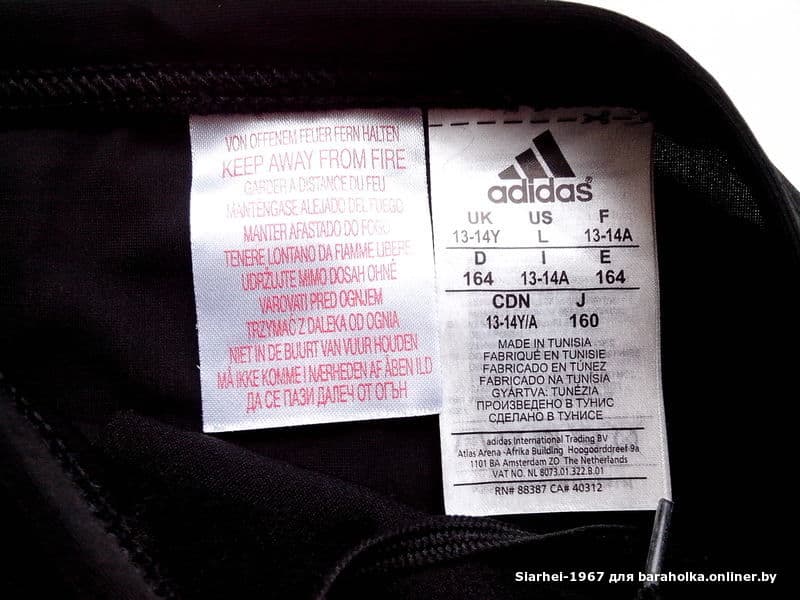 VON OFFENEM FEUER FERN HALTEN
KEEP AWAY FROM FIRE
GARDER A DISTANCE DU FEU
MANTÉNGASE ALEJADO DEL FUEGO
MANTER AFASTADO DO FOGO
TENERE LONTANO DA FIAMME LIBERE
UDRŽUJTE MIMO DOSAH OHNĚ
VAROVATI PRED OGNJEM
TRZYMAĆ Z DALEKA OD OGNIA
NIET IN DE BUURT VAN VUUR HOUDEN
MÅ IKKE KOMME I NÆRHEDEN AF ÅBEN ILD
ДА СЕ ПАЗИ ДАЛЕЧ ОТ ОГЪН
adidas®
UK US F
13-14Y L 13-14A
D I E
164 13-14A 164
CDN J
13-14Y/A 160
MADE IN TUNISIA
FABRIQUÉ EN TUNISIE
FABRICADO EN TÚNEZ
FABRICADO NA TUNÍSIA
GYÁRTVA: TUNÉZIA
ПРОИЗВЕДЕНО В ТУНИС
СДЕЛАНО В ТУНИСЕ
adidas International Trading BV
Atlas Arena -Afrika Building Hoogoorddreef 9a
1101 BA Amsterdam ZO The Netherlands
VAT NO. NL 8073.01.322.B.01
RN# 88387 CA# 40312
Slarhei-1967 для baraholka.onliner.by